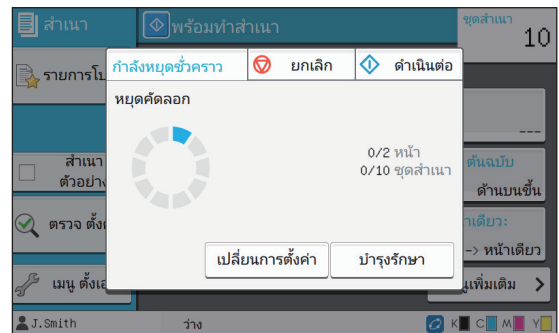 สำเนา
พร้อมทำสำเนา
ชุดสำเนา
10
รายการโป
กำลังหยุดชั่วคราว
ยกเลิก
ดำเนินต่อ
หยุดคัดลอก
0/2 หน้า
0/10 ชุดสำเนา
---
สำเนา
ตัวอย่าง
ต้นฉบับ
ด้านบนขึ้น
ตรวจ ตั้ง
าเดียว:
-> หน้าเดียว
เปลี่ยนการตั้งค่า
บำรุงรักษา
เมนู ตั้งเ
เพิ่มเติม
J.Smith
ว่าง
K C M Y